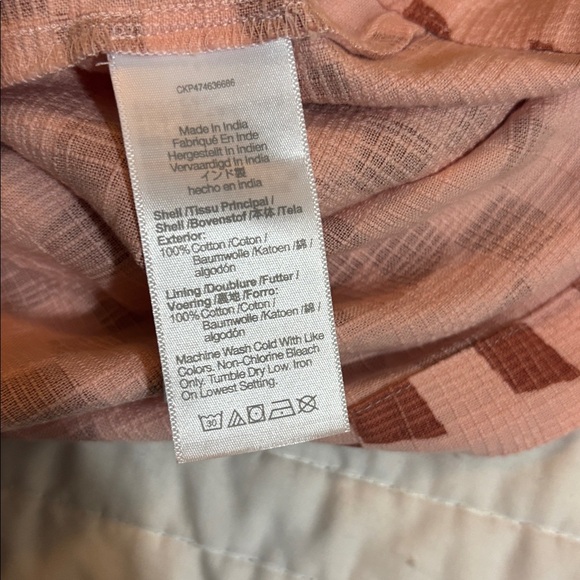 CKP474636686
Made In India
Fabriqué En Inde
Hergestellt In Indien
Vervaardigd In India
インド製
hecho en india
Shell /Tissu Principal /
Shell /Bovenstof /本体 /Tela
Exterior:
100% Cotton /Coton /
Baumwolle /Katoen /綿 /
algodón
Lining /Doublure /Futter /
Voering /裏地 /Forro:
100% Cotton /Coton /
Baumwolle /Katoen /綿 /
algodón
Machine Wash Cold With Like
Colors. Non-Chlorine Bleach
Only. Tumble Dry Low. Iron
On Lowest Setting.
30